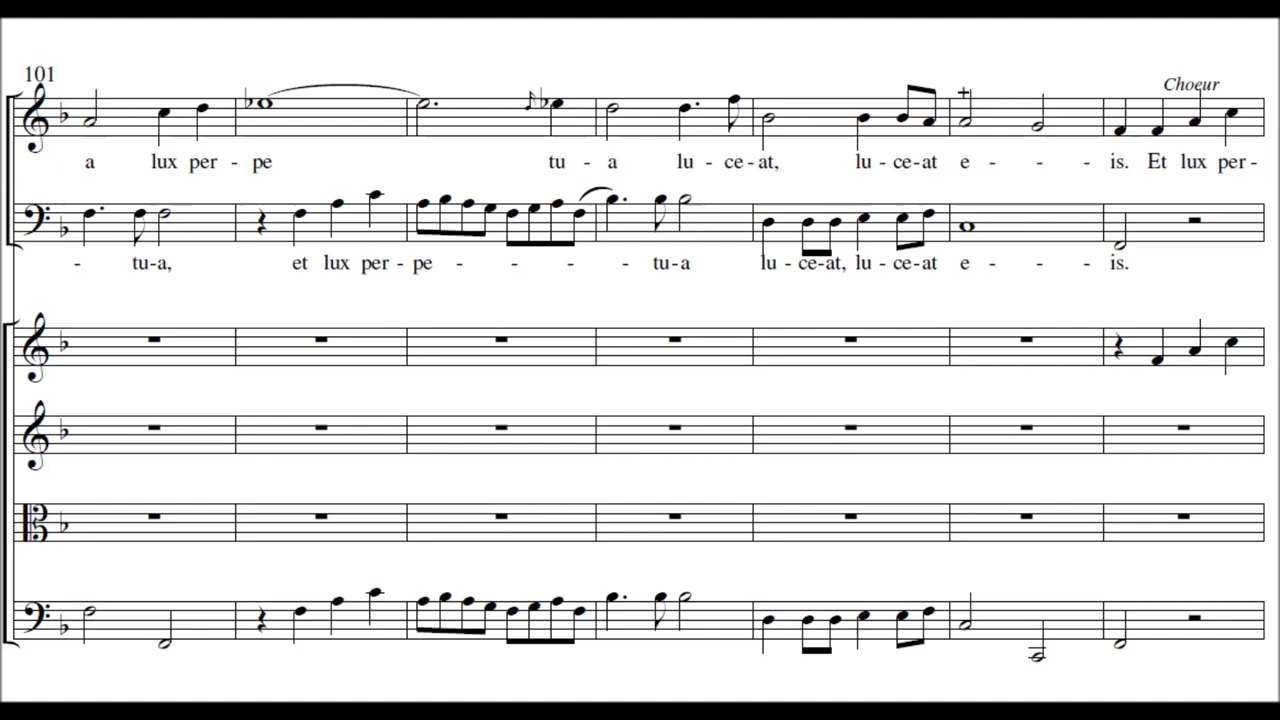 101
Choeur
a lux per - pe tu - a lu - ce - at, lu - ce - at e - - - is. Et lux per -
- tu - a, et lux per - pe - - - - - tu - a lu - ce - at, lu - ce - at e - - - is.